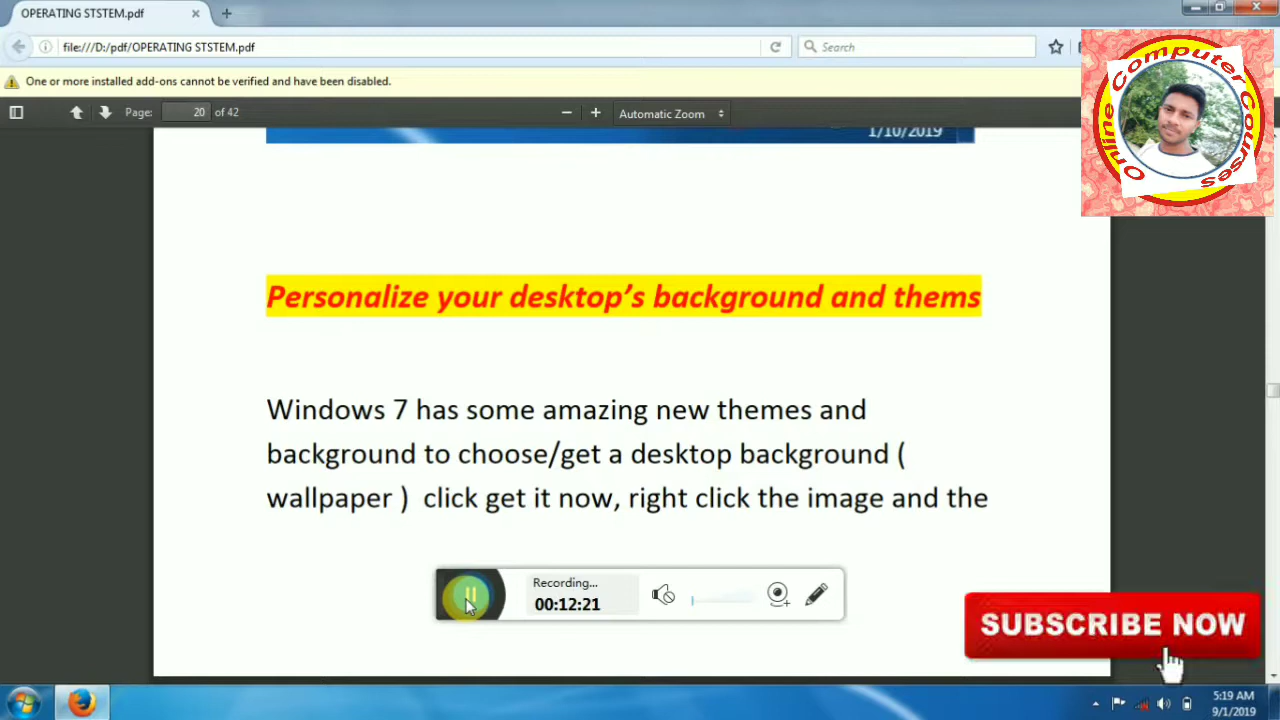 OPERATING STSTEM.pdf
file:///D:/pdf/OPERATING STSTEM.pdf
Search
One or more installed add-ons cannot be verified and have been disabled.
Page: 20 of 42
Automatic Zoom
Online Computer Courses
1/10/2019
Personalize your desktop’s background and thems
Windows 7 has some amazing new themes and
background to choose/get a desktop background (
wallpaper ) click get it now, right click the image and the
Recording...
00:12:21
SUBSCRIBE NOW
5:19 AM
9/1/2019